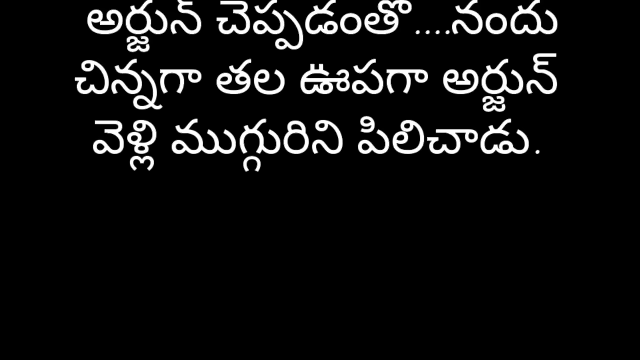 అర్జున్ చెప్పడంతో....నందు
చిన్నగా తల ఊపగా అర్జున్
వెళ్లి ముగ్గురిని పిలిచాడు.